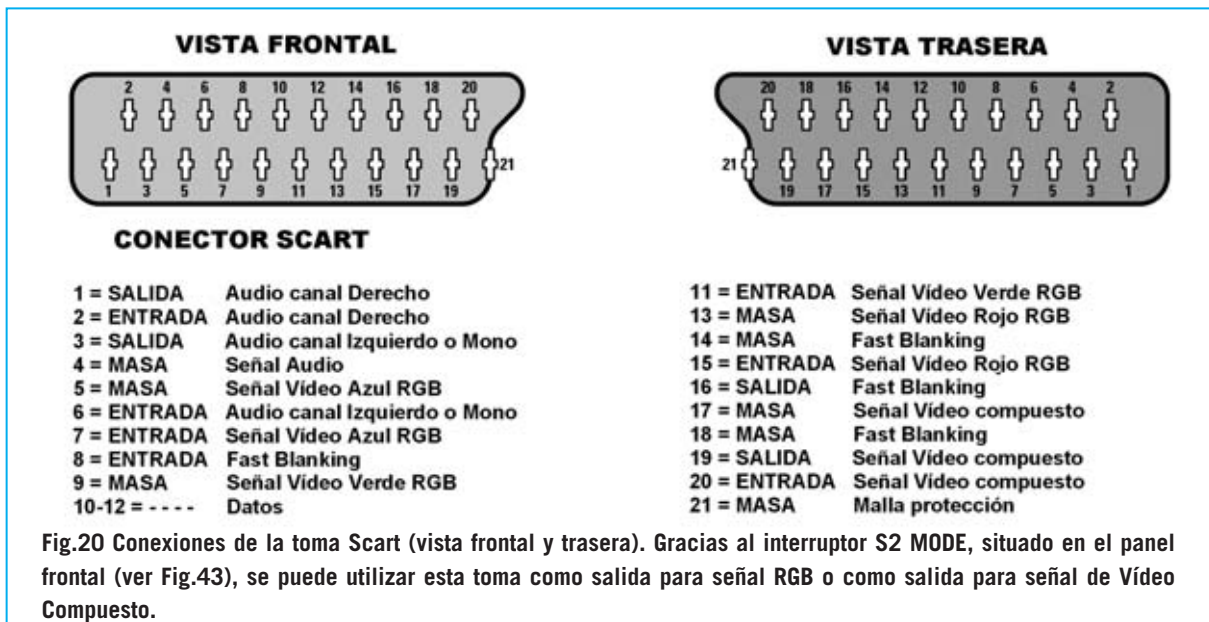 VISTA FRONTAL
2 4 6 8 10 12 14 16 18 20
21
1 3 5 7 9 11 13 15 17 19
VISTA TRASERA
20 18 16 14 12 10 8 6 4 2
21
19 17 15 13 11 9 7 5 3 1
CONECTOR SCART
1 = SALIDA Audio canal Derecho
2 = ENTRADA Audio canal Derecho
3 = SALIDA Audio canal Izquierdo o Mono
4 = MASA Señal Audio
5 = MASA Señal Vídeo Azul RGB
6 = ENTRADA Audio canal Izquierdo o Mono
7 = ENTRADA Señal Vídeo Azul RGB
8 = ENTRADA Fast Blanking
9 = MASA Señal Vídeo Verde RGB
10-12 = - - - - Datos
11 = ENTRADA Señal Vídeo Verde RGB
13 = MASA Señal Vídeo Rojo RGB
14 = MASA Fast Blanking
15 = ENTRADA Señal Vídeo Rojo RGB
16 = SALIDA Fast Blanking
17 = MASA Señal Vídeo compuesto
18 = MASA Fast Blanking
19 = SALIDA Señal Vídeo compuesto
20 = ENTRADA Señal Vídeo compuesto
21 = MASA Malla protección
Fig.20 Conexiones de la toma Scart (vista frontal y trasera). Gracias al interruptor S2 MODE, situado en el panel
frontal (ver Fig.43), se puede utilizar esta toma como salida para señal RGB o como salida para señal de Vídeo
Compuesto.